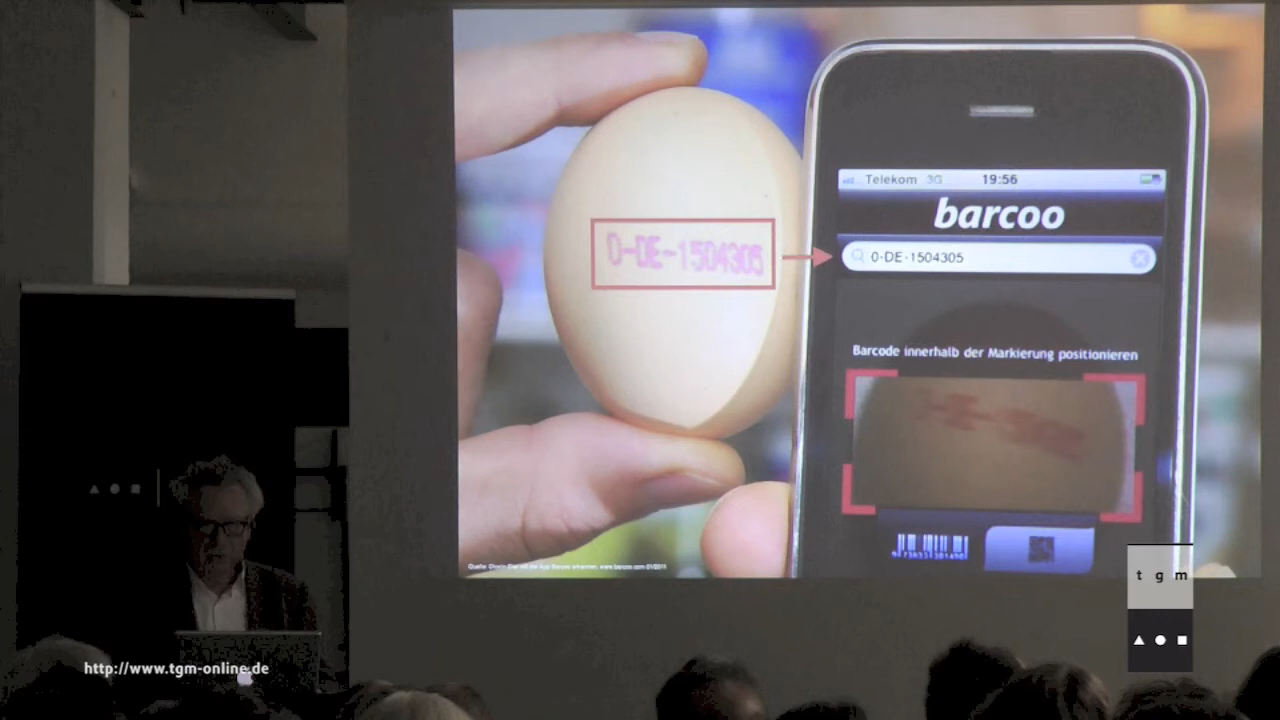 Telekom 3G 19:56
barcoo
0-DE-1504305
0-DE-1504305
Barcode innerhalb der Markierung positionieren
t g m
http://www.tgm-online.de